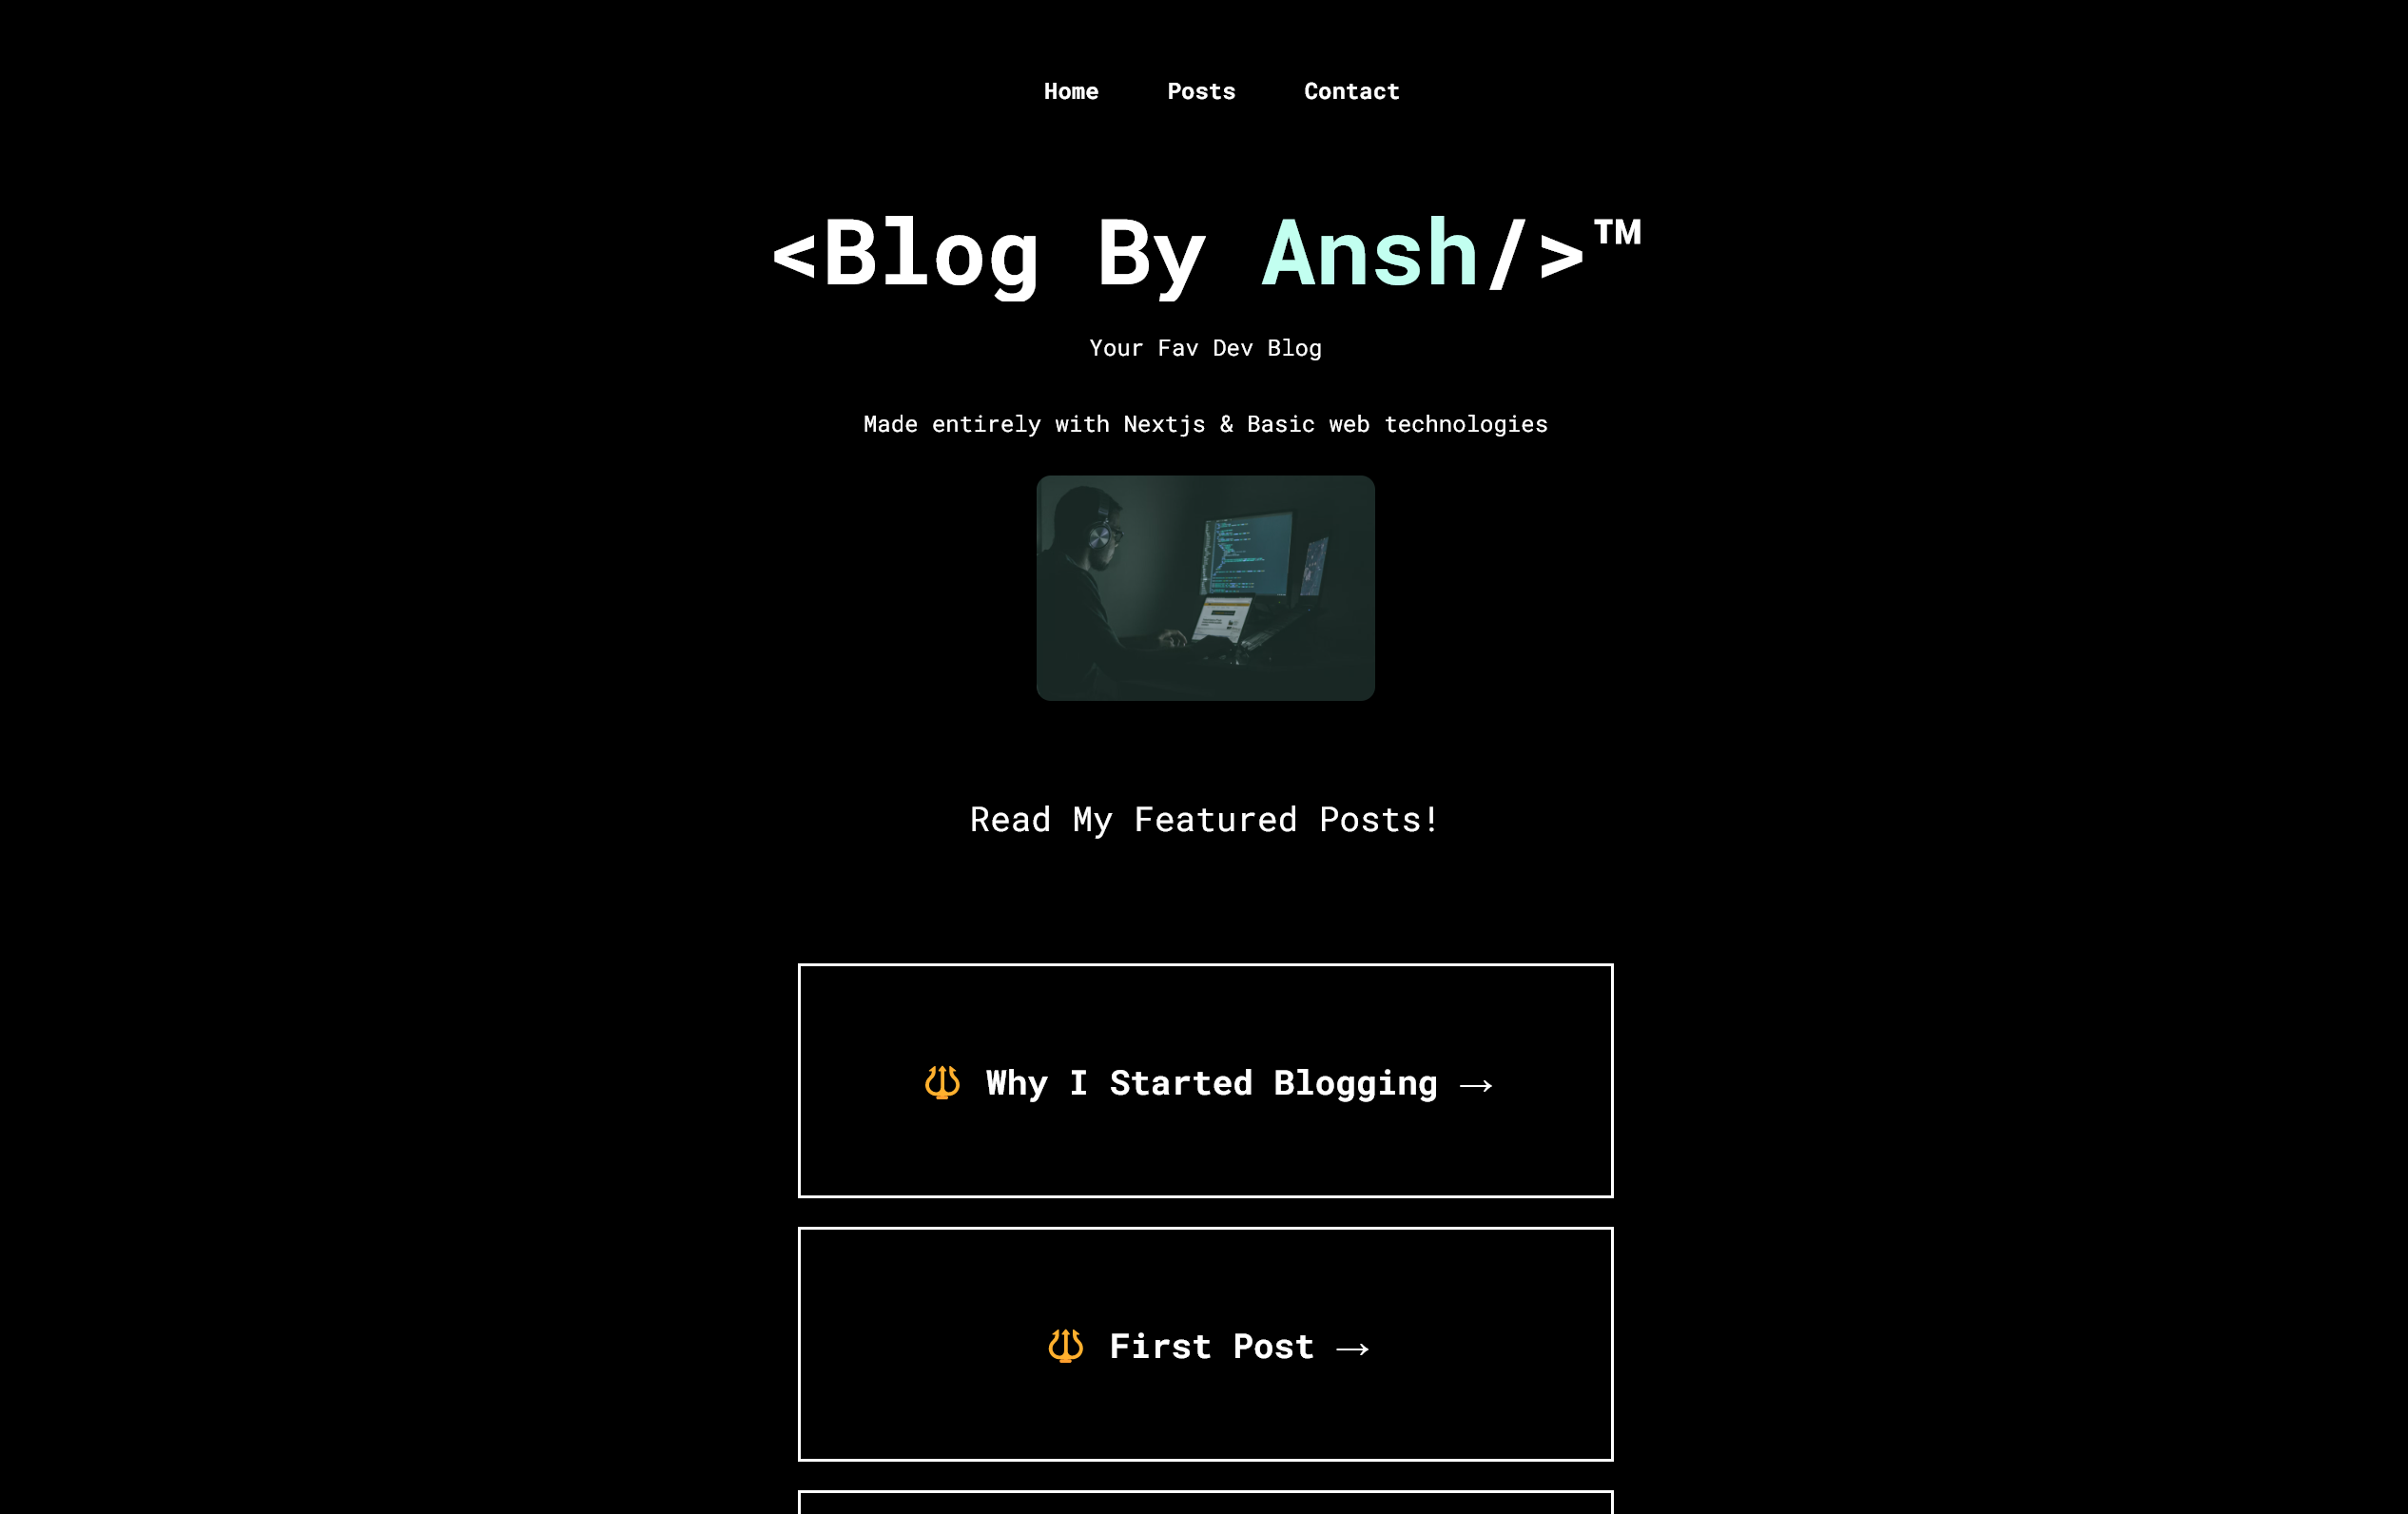 Home Posts Contact
<Blog By Ansh/>™
Your Fav Dev Blog
Made entirely with Nextjs & Basic web technologies
Read My Featured Posts!
🔱 Why I Started Blogging →
🔱 First Post →